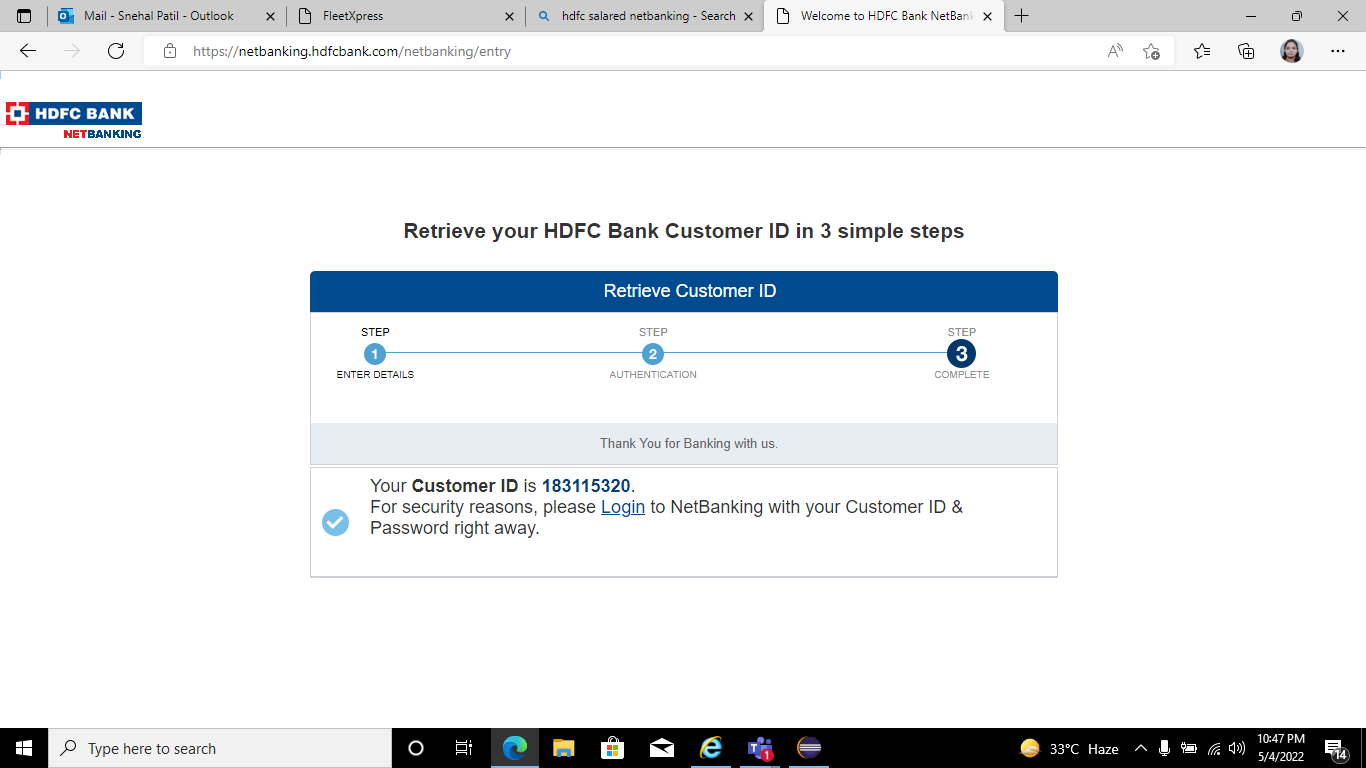 Mail - Snehal Patil - Outlook
FleetXpress
hdfc salared netbanking - Search
Welcome to HDFC Bank NetBank
https://netbanking.hdfcbank.com/netbanking/entry
HDFC BANK
NETBANKING
Retrieve your HDFC Bank Customer ID in 3 simple steps
Retrieve Customer ID
STEP STEP STEP
1 2 3
ENTER DETAILS AUTHENTICATION COMPLETE
Thank You for Banking with us.
Your Customer ID is 183115320.
For security reasons, please Login to NetBanking with your Customer ID &
Password right away.
Type here to search
1
33°C Haze
10:47 PM
5/4/2022
14